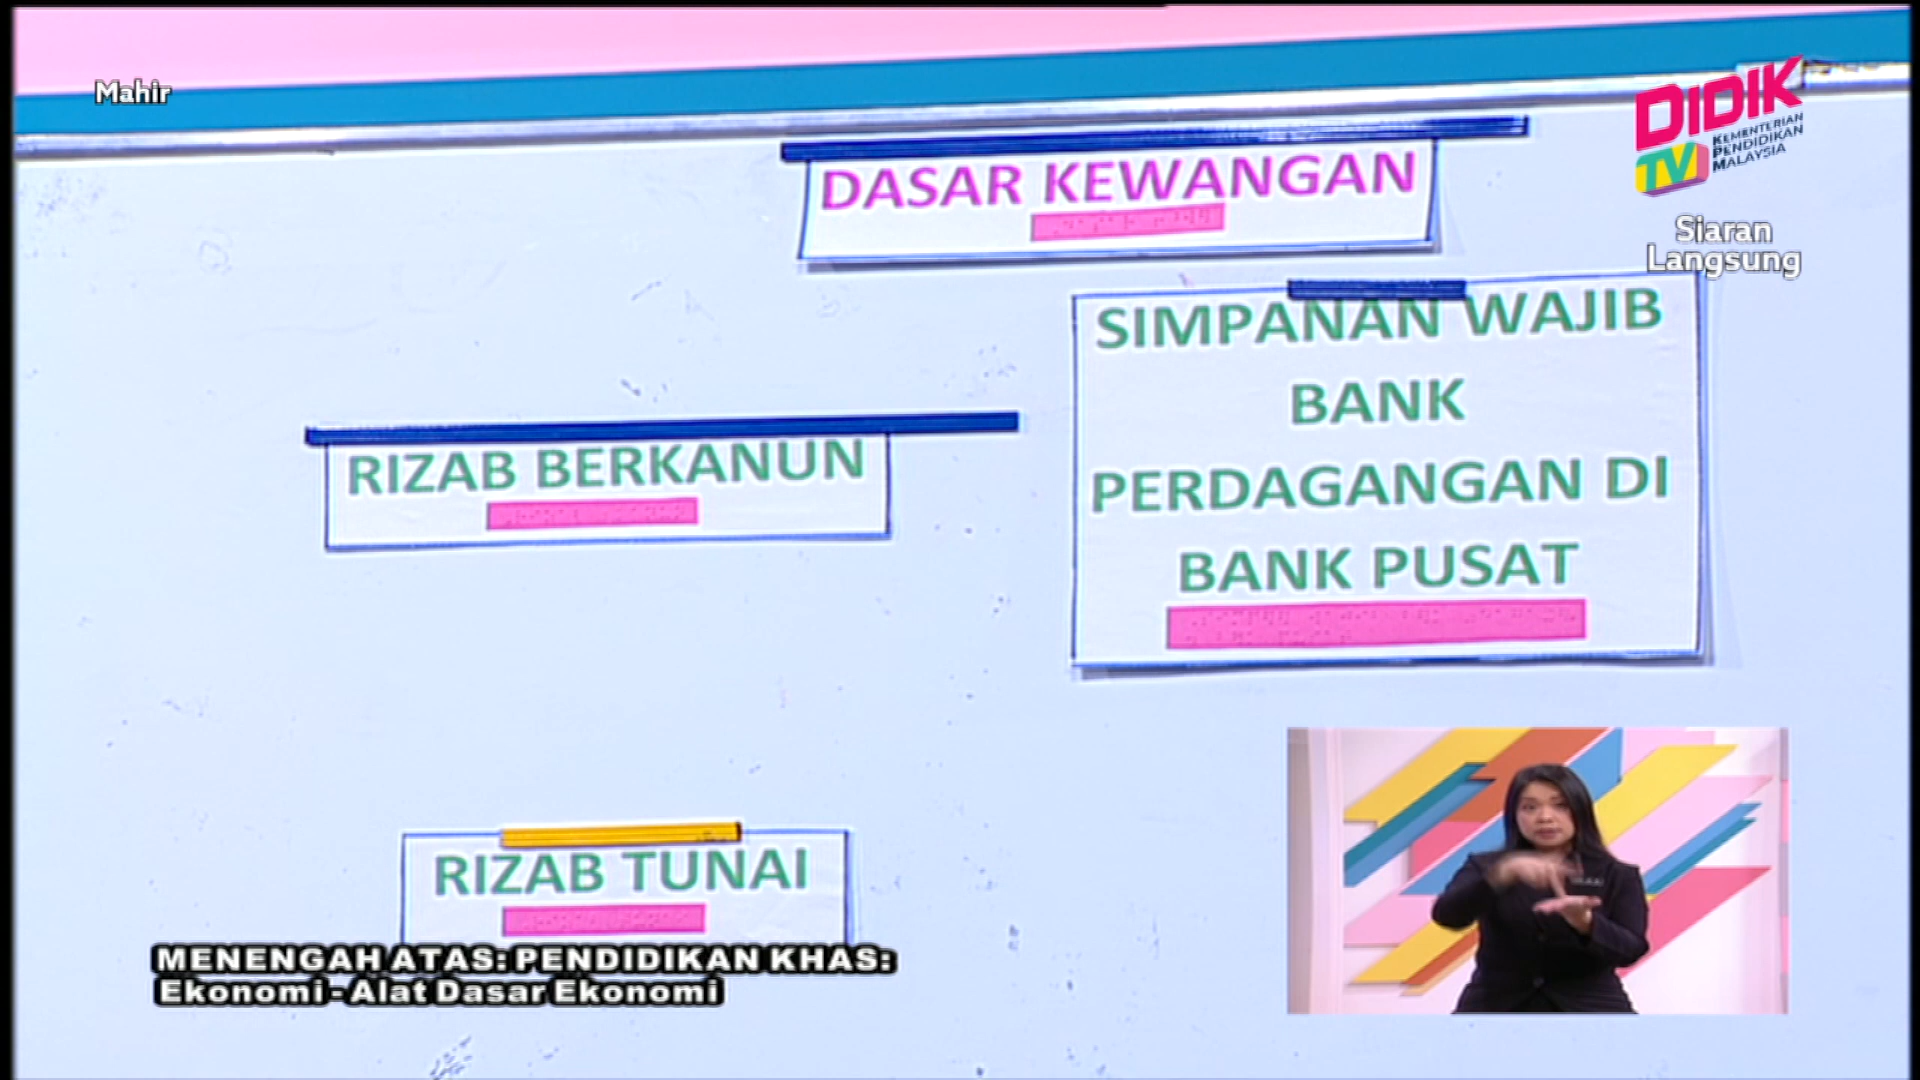 Mahir
DIDIK
TV
KEMENTERIAN
PENDIDIKAN
MALAYSIA
Siaran
Langsung
DASAR KEWANGAN
SIMPANAN WAJIB
BANK
PERDAGANGAN DI
BANK PUSAT
RIZAB BERKANUN
RIZAB TUNAI
MENENGAH ATAS: PENDIDIKAN KHAS:
Ekonomi - Alat Dasar Ekonomi